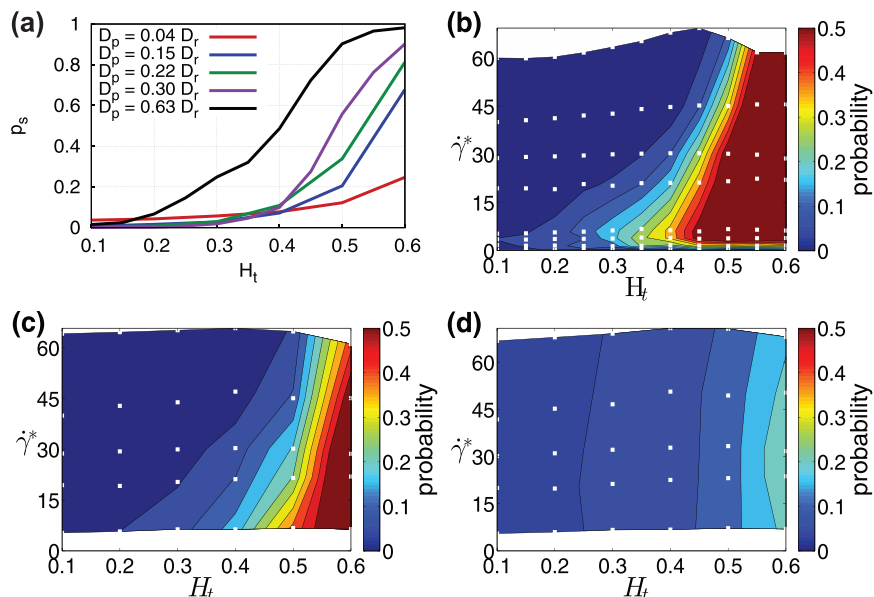 (a)
1
0.8
0.6
0.4
0.2
0
p_s
D_p = 0.04 D_r
D_p = 0.15 D_r
D_p = 0.22 D_r
D_p = 0.30 D_r
D_p = 0.63 D_r
0.1 0.2 0.3 0.4 0.5 0.6
H_t
(b)
60
45
30
15
0
γ̇*
0.1 0.2 0.3 0.4 0.5 0.6
H_t
0.5
0.4
0.3
0.2
0.1
0
probability
(c)
60
45
30
15
0
γ̇*
0.1 0.2 0.3 0.4 0.5 0.6
H_t
0.5
0.4
0.3
0.2
0.1
0
probability
(d)
60
45
30
15
0
γ̇*
0.1 0.2 0.3 0.4 0.5 0.6
H_t
0.5
0.4
0.3
0.2
0.1
0
probability